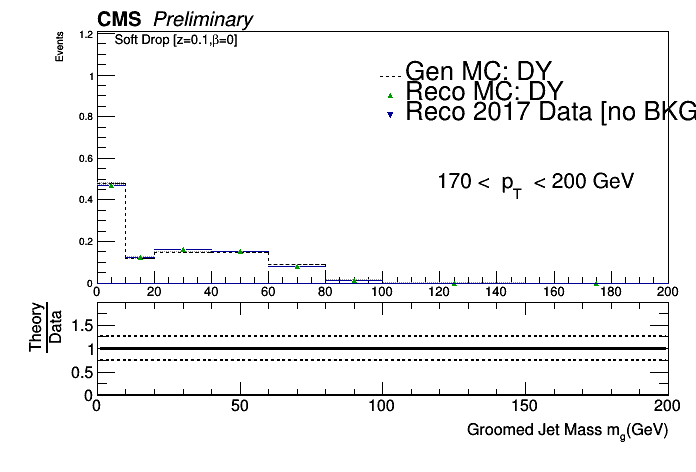 CMS Preliminary
Events
Soft Drop [z=0.1,β=0]
Gen MC: DY
Reco MC: DY
Reco 2017 Data [no BKG
170 < pT < 200 GeV
1.2
1
0.8
0.6
0.4
0.2
0
0 20 40 60 80 100 120 140 160 180 200
Theory
Data
1.5
1
0.5
0
0 50 100 150 200
Groomed Jet Mass mg(GeV)